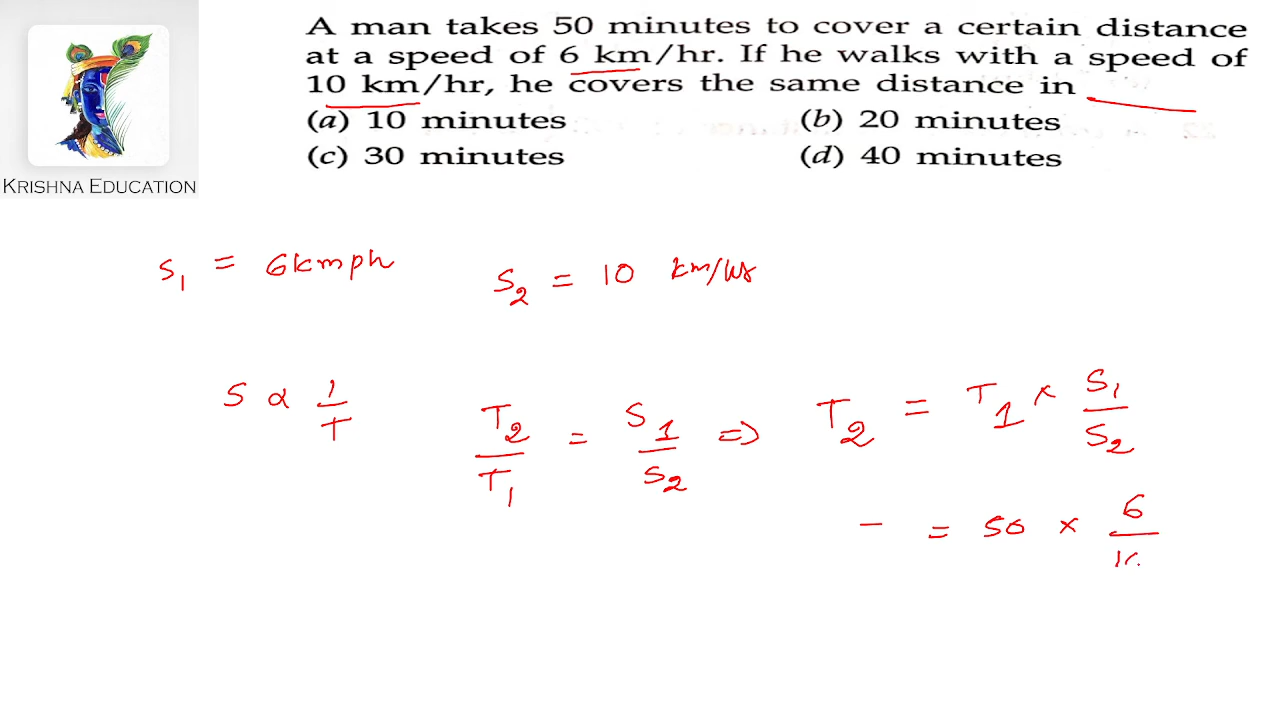 A man takes 50 minutes to cover a certain distance
at a speed of 6 km/hr. If he walks with a speed of
10 km/hr, he covers the same distance in
(a) 10 minutes (b) 20 minutes
(c) 30 minutes (d) 40 minutes
KRISHNA EDUCATION
S1 = 6kmph S2 = 10 km/hr
S ∝ 1/T T2/T1 = S1/S2 ⇒ T2 = T1 × S1/S2
= 50 × 6/10